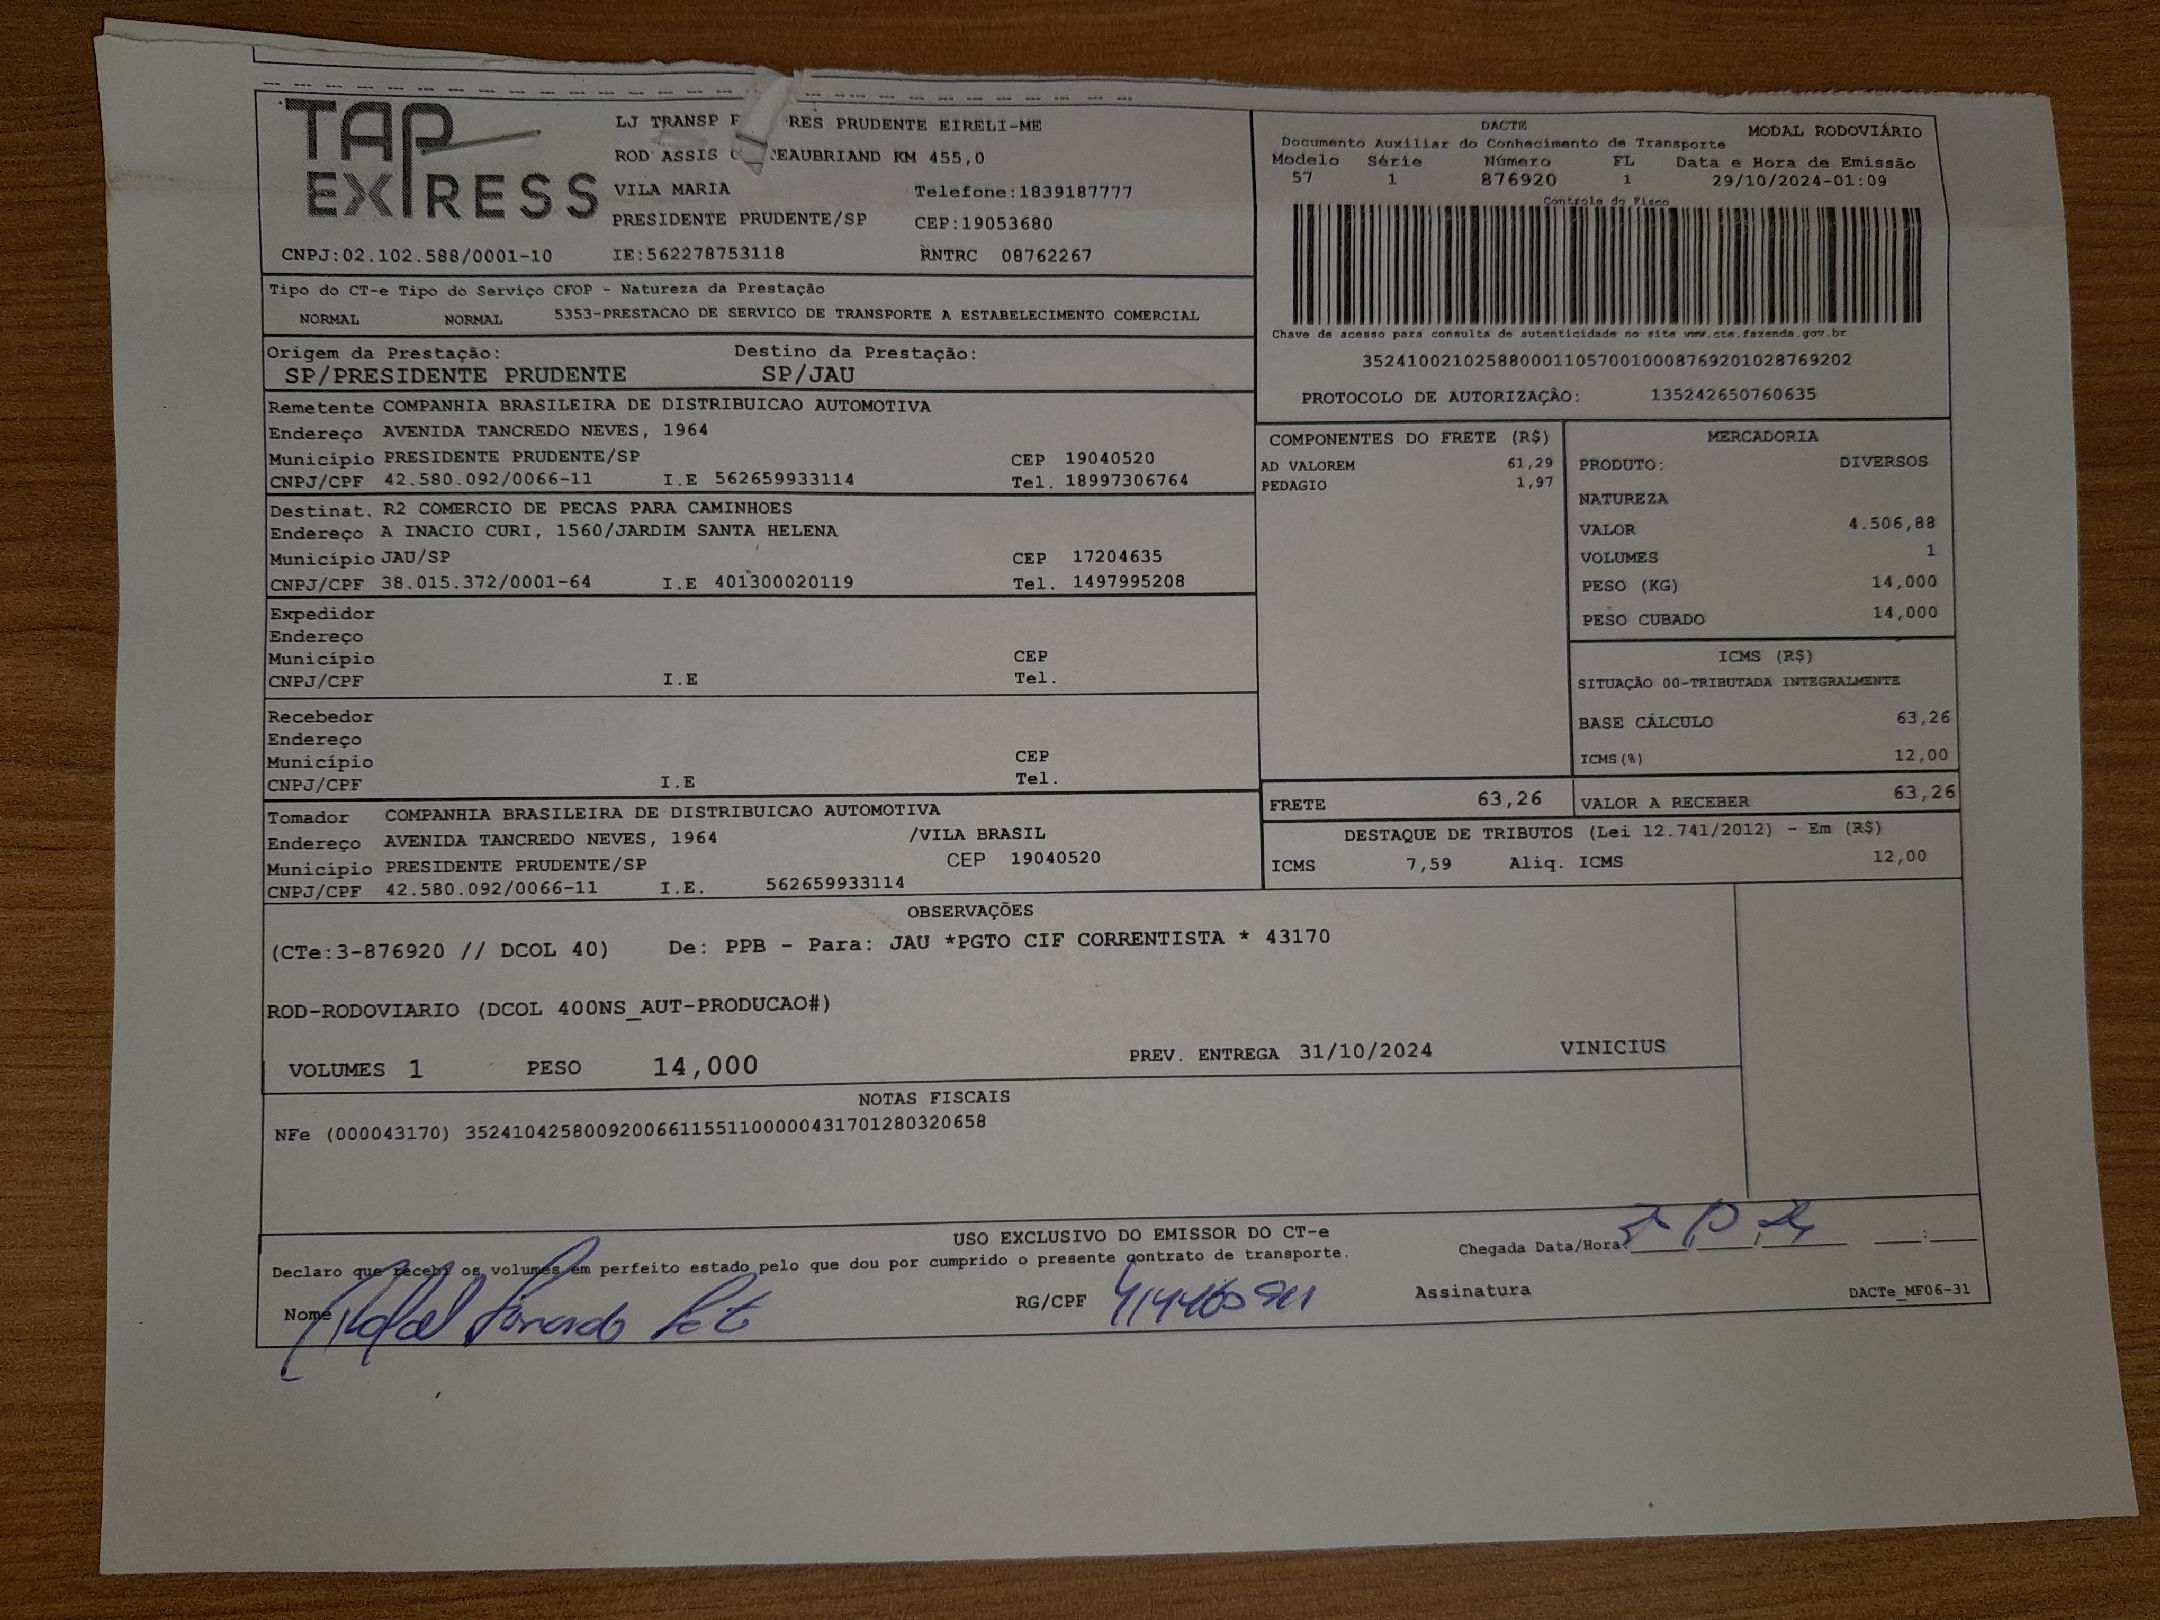 TAP EXPRESS
LJ TRANSP RES PRUDENTE EIRELI-ME
ROD ASSIS EAUBRIAND KM 455,0
VILA MARIA Telefone:1839187777
PRESIDENTE PRUDENTE/SP CEP:19053680
CNPJ:02.102.588/0001-10 IE:562278753118 RNTRC 08762267
DACTE MODAL RODOVIÁRIO
Documento Auxiliar do Conhecimento de Transporte
Modelo Série Número FL Data e Hora de Emissão
57 1 876920 1 29/10/2024-01:09
Controle do Fisco
Chave de acesso para consulta de autenticidade no site www.cte.fazenda.gov.br
35241002102588000110570010008769201028769202
PROTOCOLO DE AUTORIZAÇÂO: 135242650760635
Tipo do CT-e Tipo do Serviço CFOP - Natureza da Prestação
NORMAL NORMAL 5353-PRESTACAO DE SERVICO DE TRANSPORTE A ESTABELECIMENTO COMERCIAL
Origem da Prestação: Destino da Prestação:
SP/PRESIDENTE PRUDENTE SP/JAU
Remetente COMPANHIA BRASILEIRA DE DISTRIBUICAO AUTOMOTIVA
Endereço AVENIDA TANCREDO NEVES, 1964
Município PRESIDENTE PRUDENTE/SP CEP 19040520
CNPJ/CPF 42.580.092/0066-11 I.E 562659933114 Tel. 18997306764
Destinat. R2 COMERCIO DE PECAS PARA CAMINHOES
Endereço A INACIO CURI, 1560/JARDIM SANTA HELENA
Município JAU/SP CEP 17204635
CNPJ/CPF 38.015.372/0001-64 I.E 401300020119 Tel. 1497995208
Expedidor
Endereço
Município CEP
CNPJ/CPF I.E Tel.
Recebedor
Endereço
Município CEP
CNPJ/CPF I.E Tel.
Tomador COMPANHIA BRASILEIRA DE DISTRIBUICAO AUTOMOTIVA
Endereço AVENIDA TANCREDO NEVES, 1964 /VILA BRASIL
Município PRESIDENTE PRUDENTE/SP CEP 19040520
CNPJ/CPF 42.580.092/0066-11 I.E. 562659933114
COMPONENTES DO FRETE (R$)
AD VALOREM 61,29
PEDAGIO 1,97
MERCADORIA
PRODUTO: DIVERSOS
NATUREZA
VALOR 4.506,88
VOLUMES 1
PESO (KG) 14,000
PESO CUBADO 14,000
ICMS (R$)
SITUAÇÃO 00-TRIBUTADA INTEGRALMENTE
BASE CÁLCULO 63,26
ICMS(%) 12,00
FRETE 63,26 VALOR A RECEBER 63,26
DESTAQUE DE TRIBUTOS (Lei 12.741/2012) - Em (R$)
ICMS 7,59 Aliq. ICMS 12,00
OBSERVAÇÕES
(CTe:3-876920 // DCOL 40) De: PPB - Para: JAU *PGTO CIF CORRENTISTA * 43170
ROD-RODOVIARIO (DCOL 400NS_AUT-PRODUCAO#)
VOLUMES 1 PESO 14,000 PREV. ENTREGA 31/10/2024 VINICIUS
NOTAS FISCAIS
NFe (000043170) 35241042580092006611551100000431701280320658
USO EXCLUSIVO DO EMISSOR DO CT-e
Declaro que recebi os volumes em perfeito estado pelo que dou por cumprido o presente contrato de transporte.
Chegada Data/Hora:
Nome RG/CPF Assinatura
DACTe_MF06-31